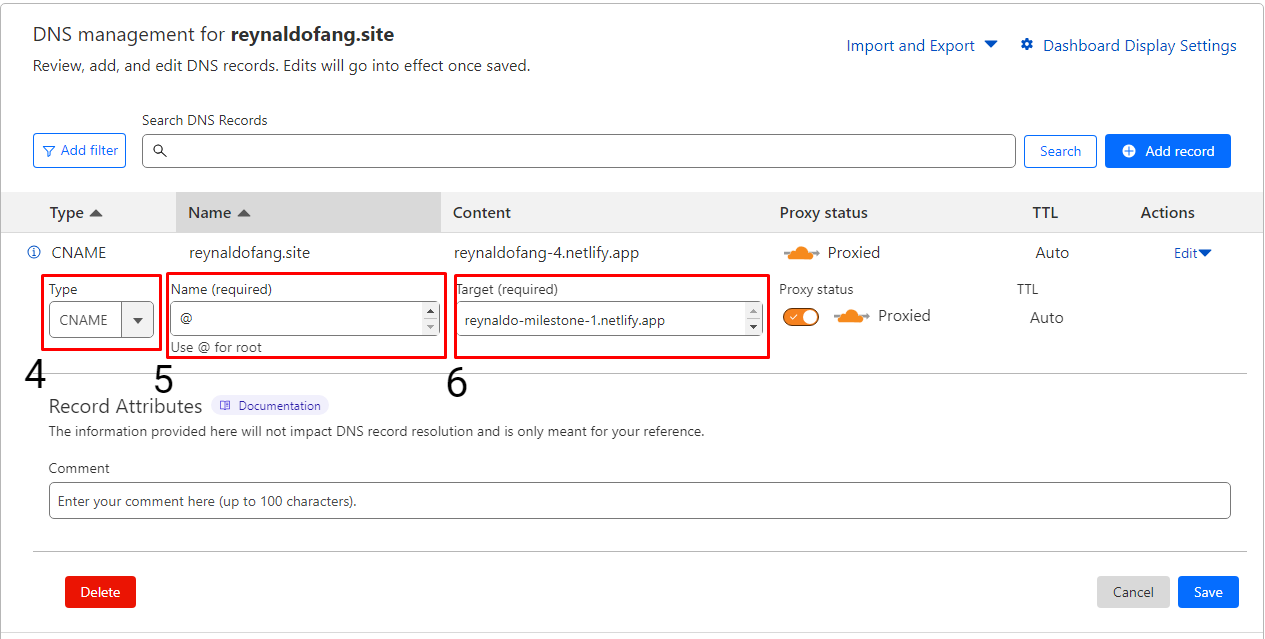 DNS management for reynaldofang.site
Import and Export
Dashboard Display Settings
Review, add, and edit DNS records. Edits will go into effect once saved.
Search DNS Records
Add filter
Search
Add record
Type Name Content Proxy status TTL Actions
CNAME reynaldofang.site reynaldofang-4.netlify.app Proxied Auto Edit
Type Name (required) Target (required) Proxy status TTL
CNAME @ reynaldo-milestone-1.netlify.app Proxied Auto
Use @ for root
4 5 6
Record Attributes Documentation
The information provided here will not impact DNS record resolution and is only meant for your reference.
Comment
Enter your comment here (up to 100 characters).
Delete Cancel Save